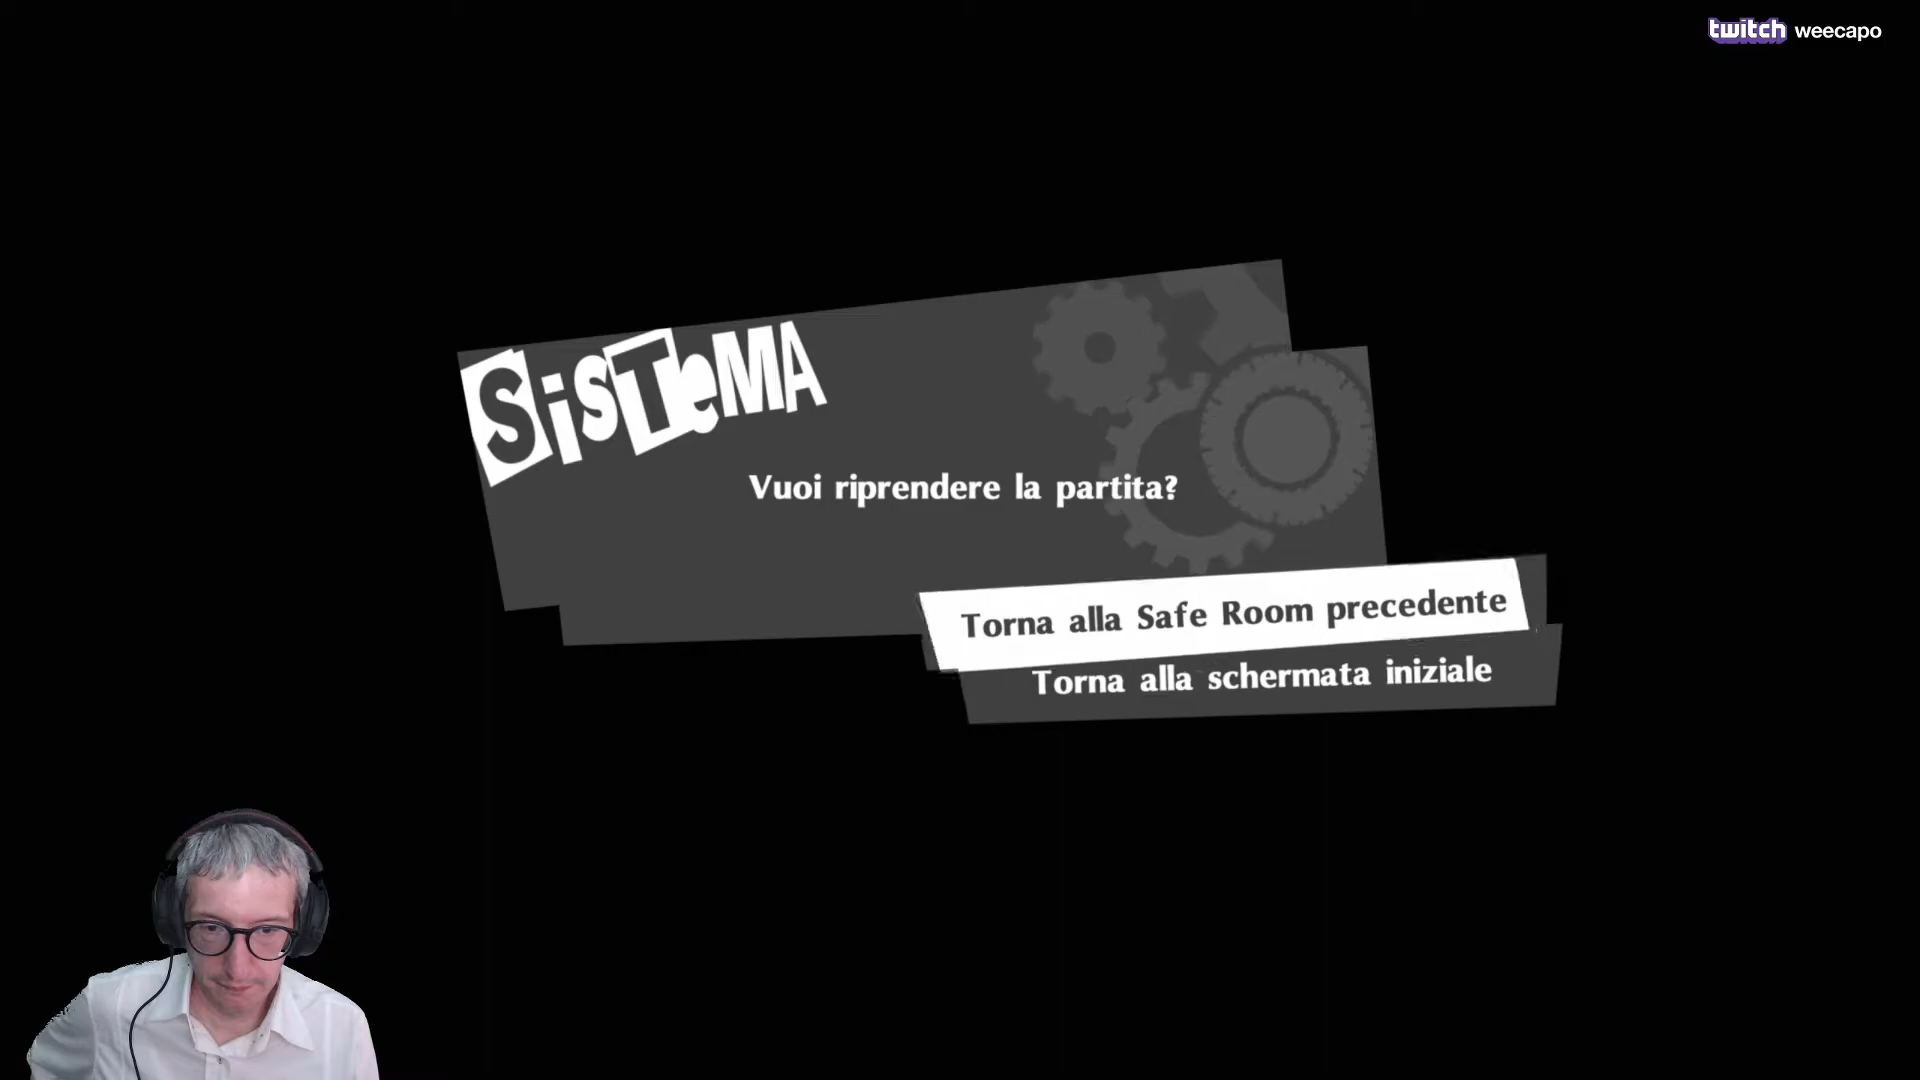 twitch weecapo
SiSTeMA
Vuoi riprendere la partita?
Torna alla Safe Room precedente
Torna alla schermata iniziale